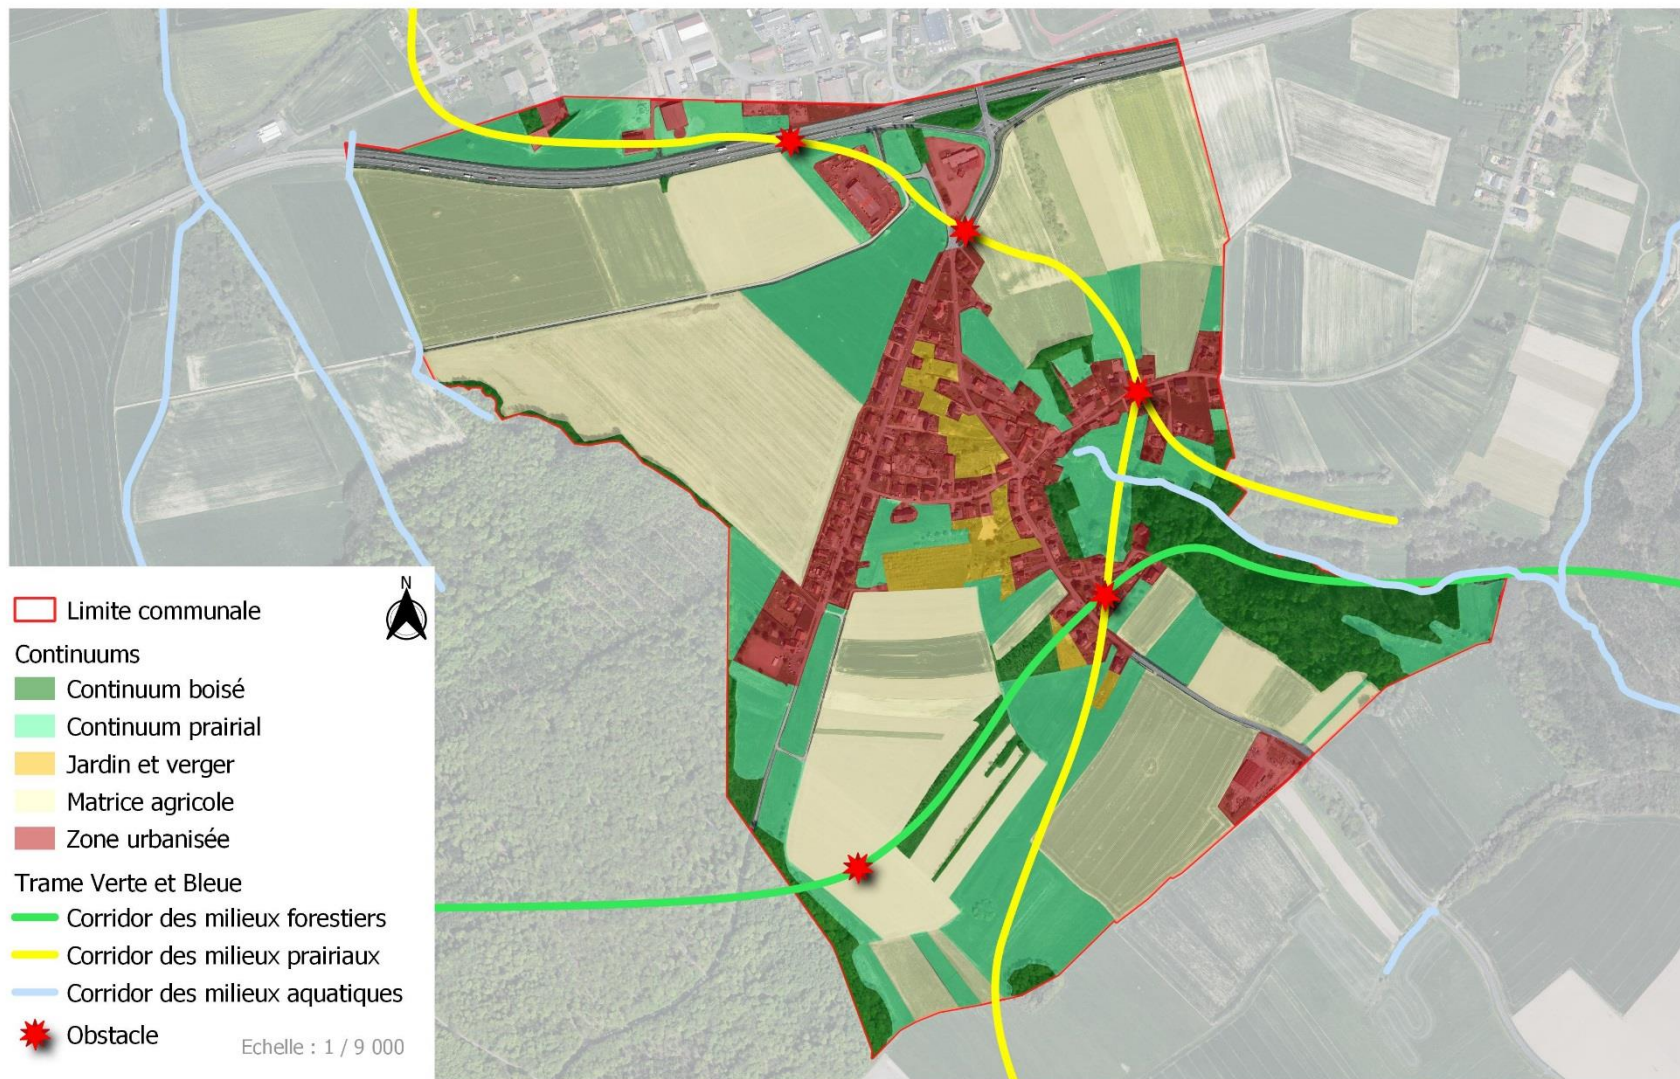 N
Limite communale
Continuums
Continuum boisé
Continuum prairial
Jardin et verger
Matrice agricole
Zone urbanisée
Trame Verte et Bleue
Corridor des milieux forestiers
Corridor des milieux prairiaux
Corridor des milieux aquatiques
Obstacle
Echelle : 1 / 9 000